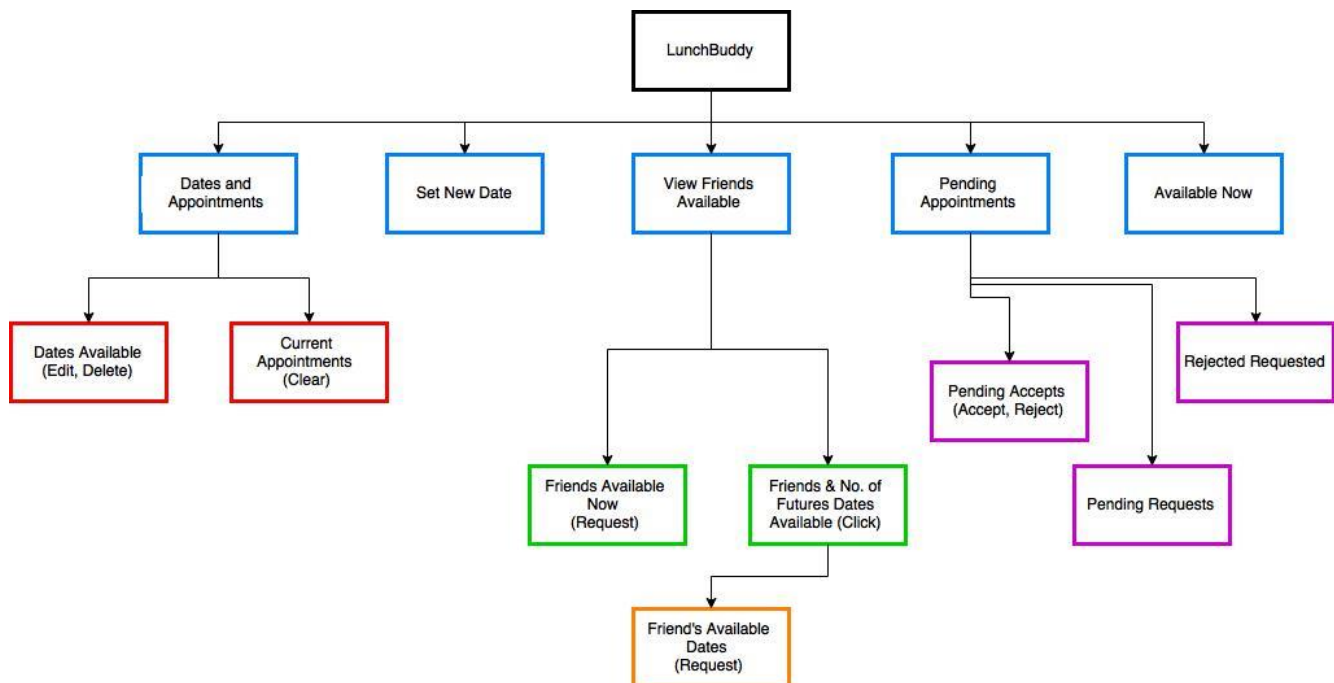 LunchBuddy
Dates and
Appointments
Set New Date
View Friends
Available
Pending
Appointments
Available Now
Dates Available
(Edit, Delete)
Current
Appointments
(Clear)
Pending Accepts
(Accept, Reject)
Rejected Requested
Friends Available
Now
(Request)
Friends & No. of
Futures Dates
Available (Click)
Pending Requests
Friend's Available
Dates
(Request)